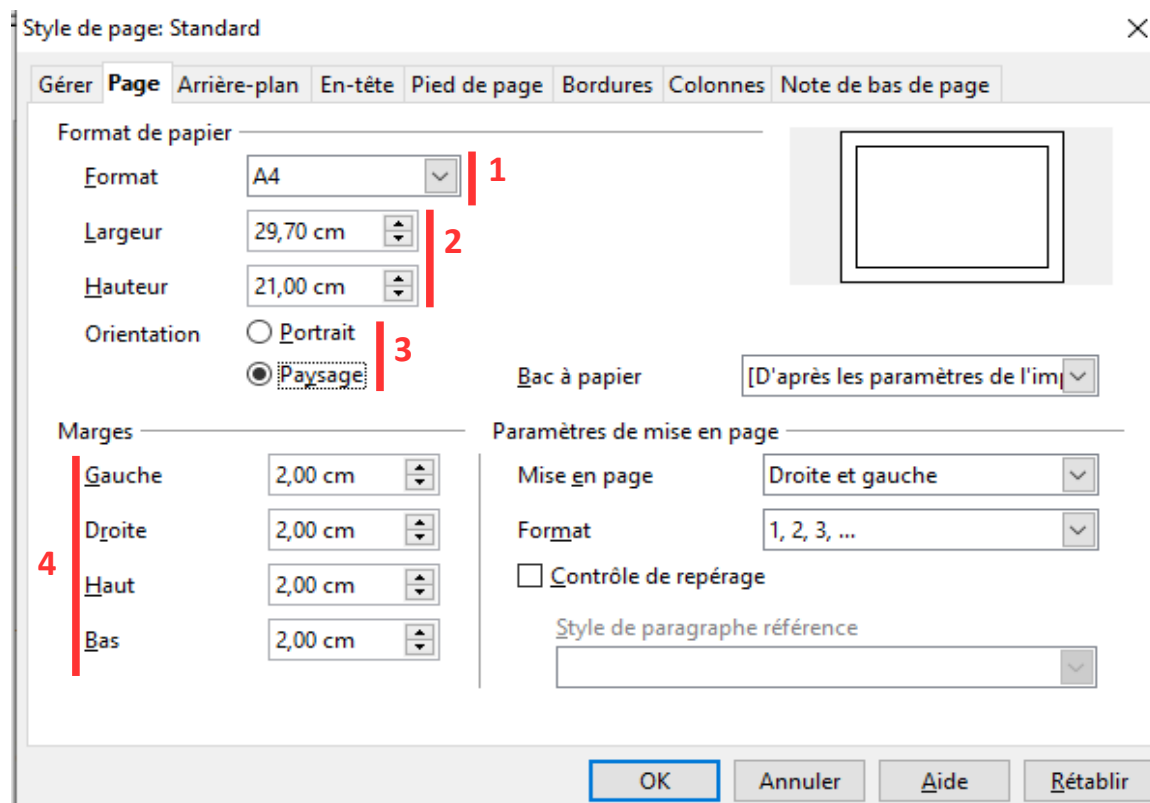 Style de page: Standard
Gérer Page Arrière-plan En-tête Pied de page Bordures Colonnes Note de bas de page
Format de papier
Format A4 1
Largeur 29,70 cm 2
Hauteur 21,00 cm
Orientation Portrait 3
Paysage
Bac à papier [D'après les paramètres de l'im
Marges
Gauche 2,00 cm
Droite 2,00 cm
4
Haut 2,00 cm
Bas 2,00 cm
Paramètres de mise en page
Mise en page Droite et gauche
Format 1, 2, 3, ...
Contrôle de repérage
Style de paragraphe référence
OK Annuler Aide Rétablir